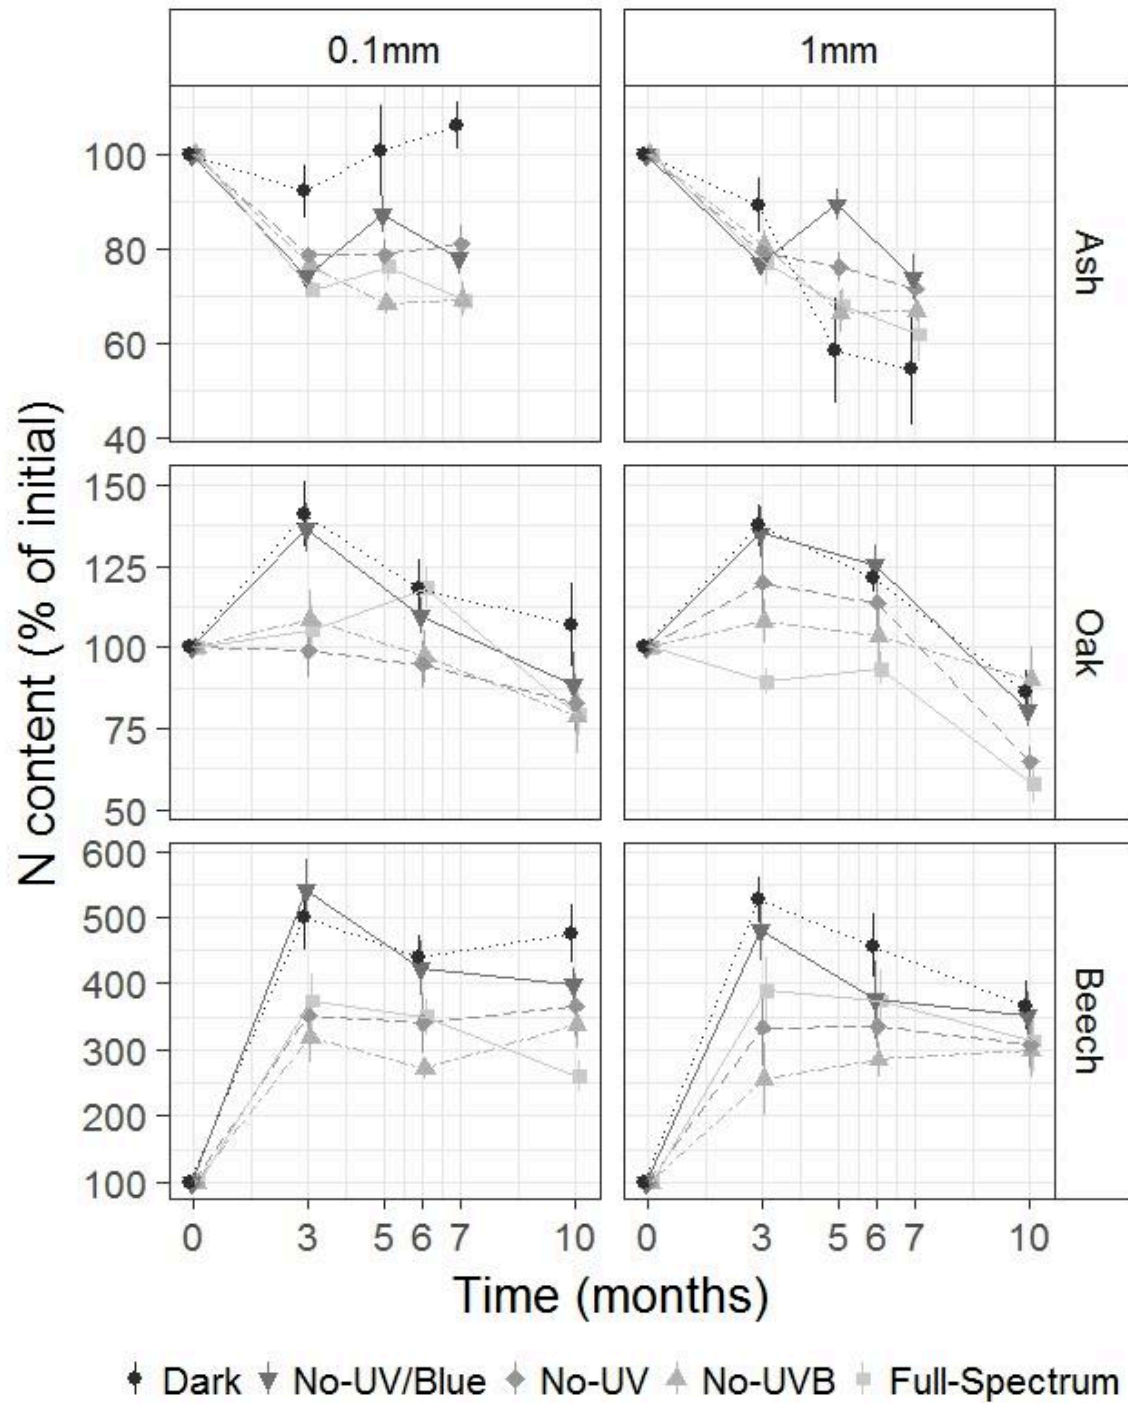 0.1mm 1mm
100
80
60
40
Ash
150
125
100
75
50
Oak
600
500
400
300
200
100
Beech
N content (% of initial)
0 3 5 6 7 10 0 3 5 6 7 10
Time (months)
Dark No-UV/Blue No-UV No-UVB Full-Spectrum